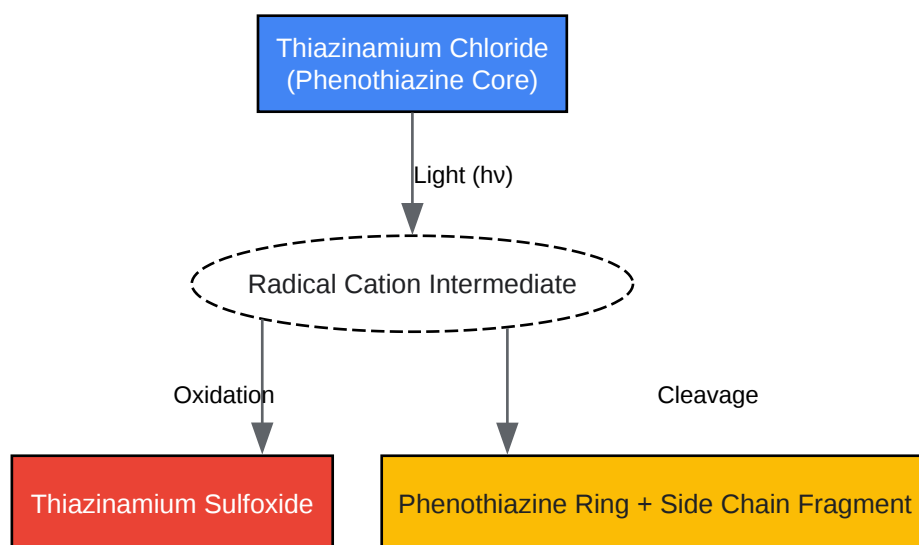 Thiazinamium Chloride
(Phenothiazine Core)
Light (hν)
Radical Cation Intermediate
Oxidation
Cleavage
Thiazinamium Sulfoxide
Phenothiazine Ring + Side Chain Fragment